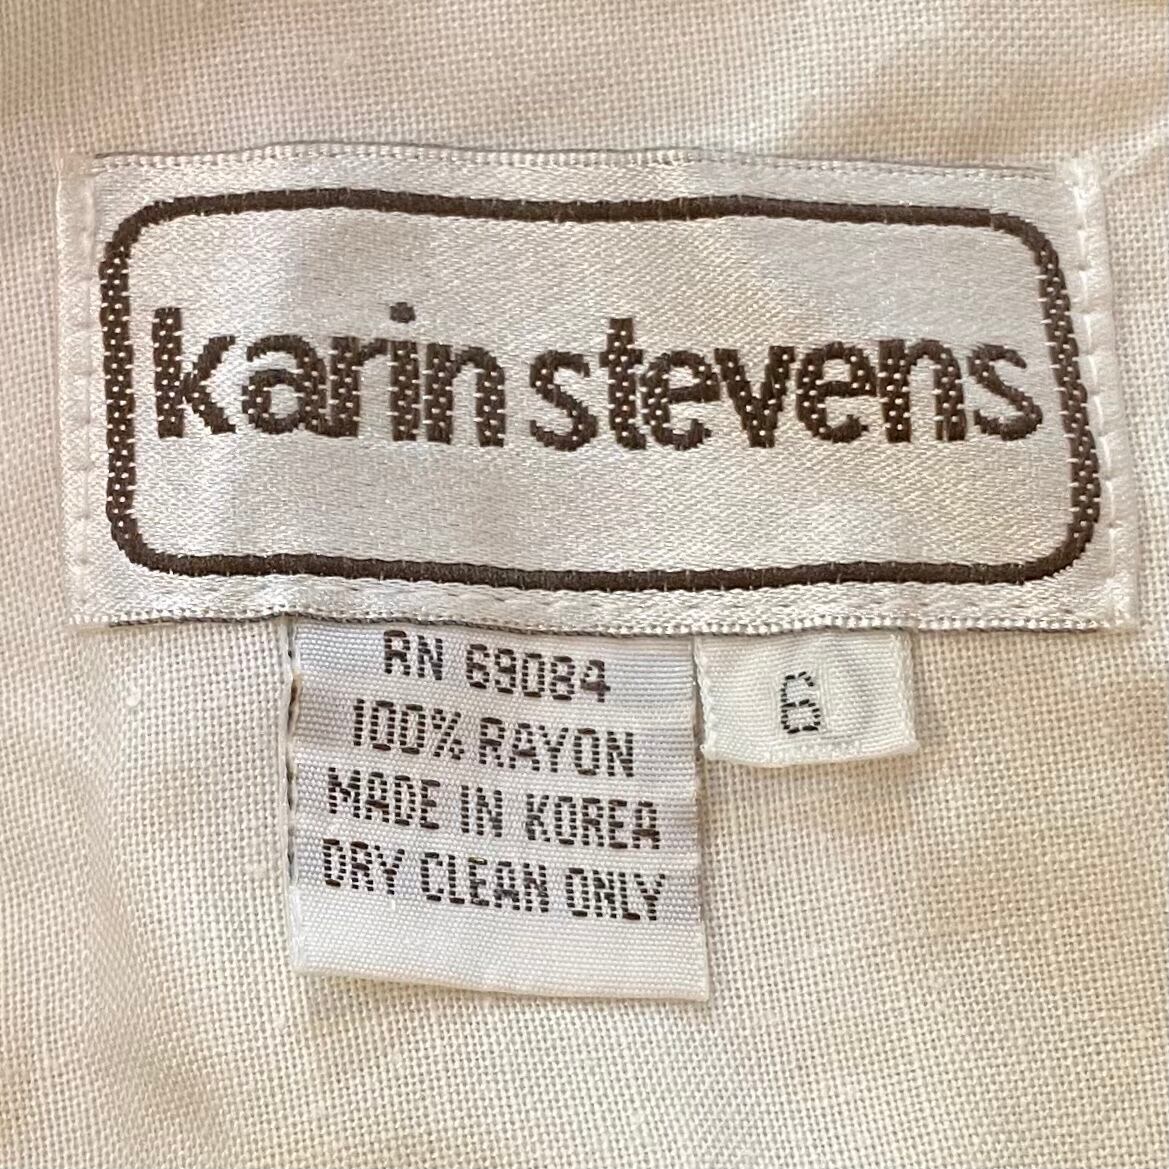 karin stevens
RN 69084
100% RAYON
MADE IN KOREA
DRY CLEAN ONLY
6